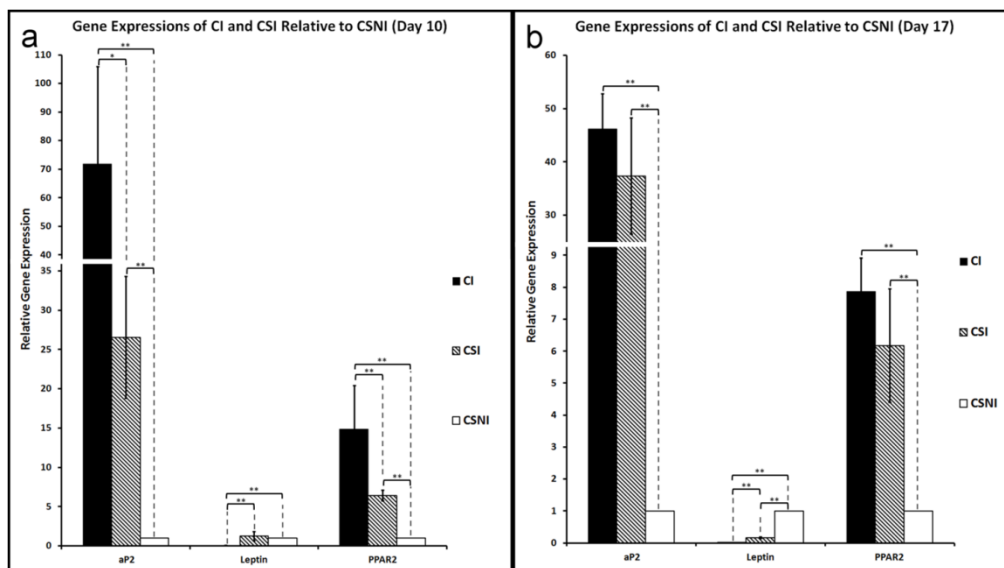 a
Gene Expressions of CI and CSI Relative to CSNI (Day 10)
110
100
90
80
70
60
50
40
35
30
25
20
15
10
5
0
Relative Gene Expression
**
*
**
**
**
**
**
**
aP2
Leptin
PPAR2
CI
CSI
CSNI
b
Gene Expressions of CI and CSI Relative to CSNI (Day 17)
60
50
40
30
9
8
7
6
5
4
3
2
1
0
Relative Gene Expression
**
**
**
**
**
**
**
aP2
Leptin
PPAR2
CI
CSI
CSNI